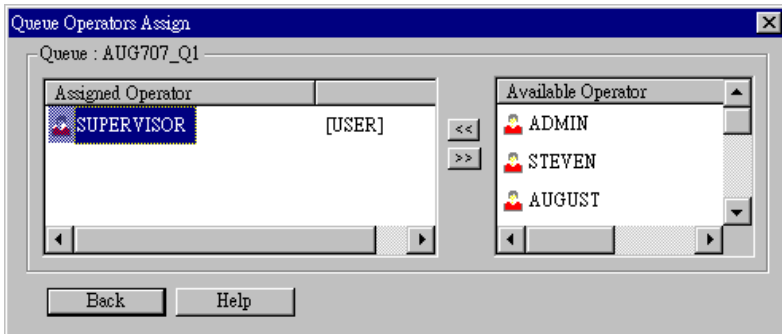 Queue Operators Assign
Queue : AUG707_Q1
Assigned Operator
SUPERVISOR [USER]
<<
>>
Available Operator
ADMIN
STEVEN
AUGUST
Back Help